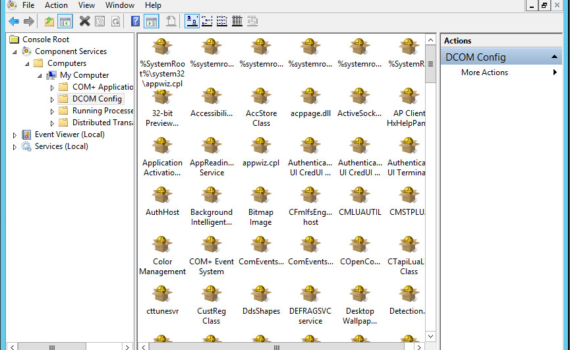 File Action View Window Help
Console Root
Component Services
Computers
My Computer
COM+ Applicatio
DCOM Config
Running Processe
Distributed Trans
Event Viewer (Local)
Services (Local)
%SystemRoo %systemro... %systemro... %systemro... %systemro... %SystemR
t%\system32
\appwiz.cpl
32-bit Accessibili... AccStore acppage.dll ActiveSock... AP Client
Preview... Class HxHelpPan
Application AppReadin... appwiz.cpl Authentica... Authentica... Authentica
Activatio... Service UI CredUI ... UI CredUI ... UI Termina
AuthHost Background Bitmap CFmIfsEng... CMLUAUTIL CMSTPLU
Intelligent... Image host
Color COM+ Event ComEvents... ComEvents... COpenCo... CTapiLuaL
Management System Class
cttunesvr CustReg DdsShapes DEFRAGSVC Desktop Detection.
Class service Wallpap...
Actions
DCOM Config
More Actions